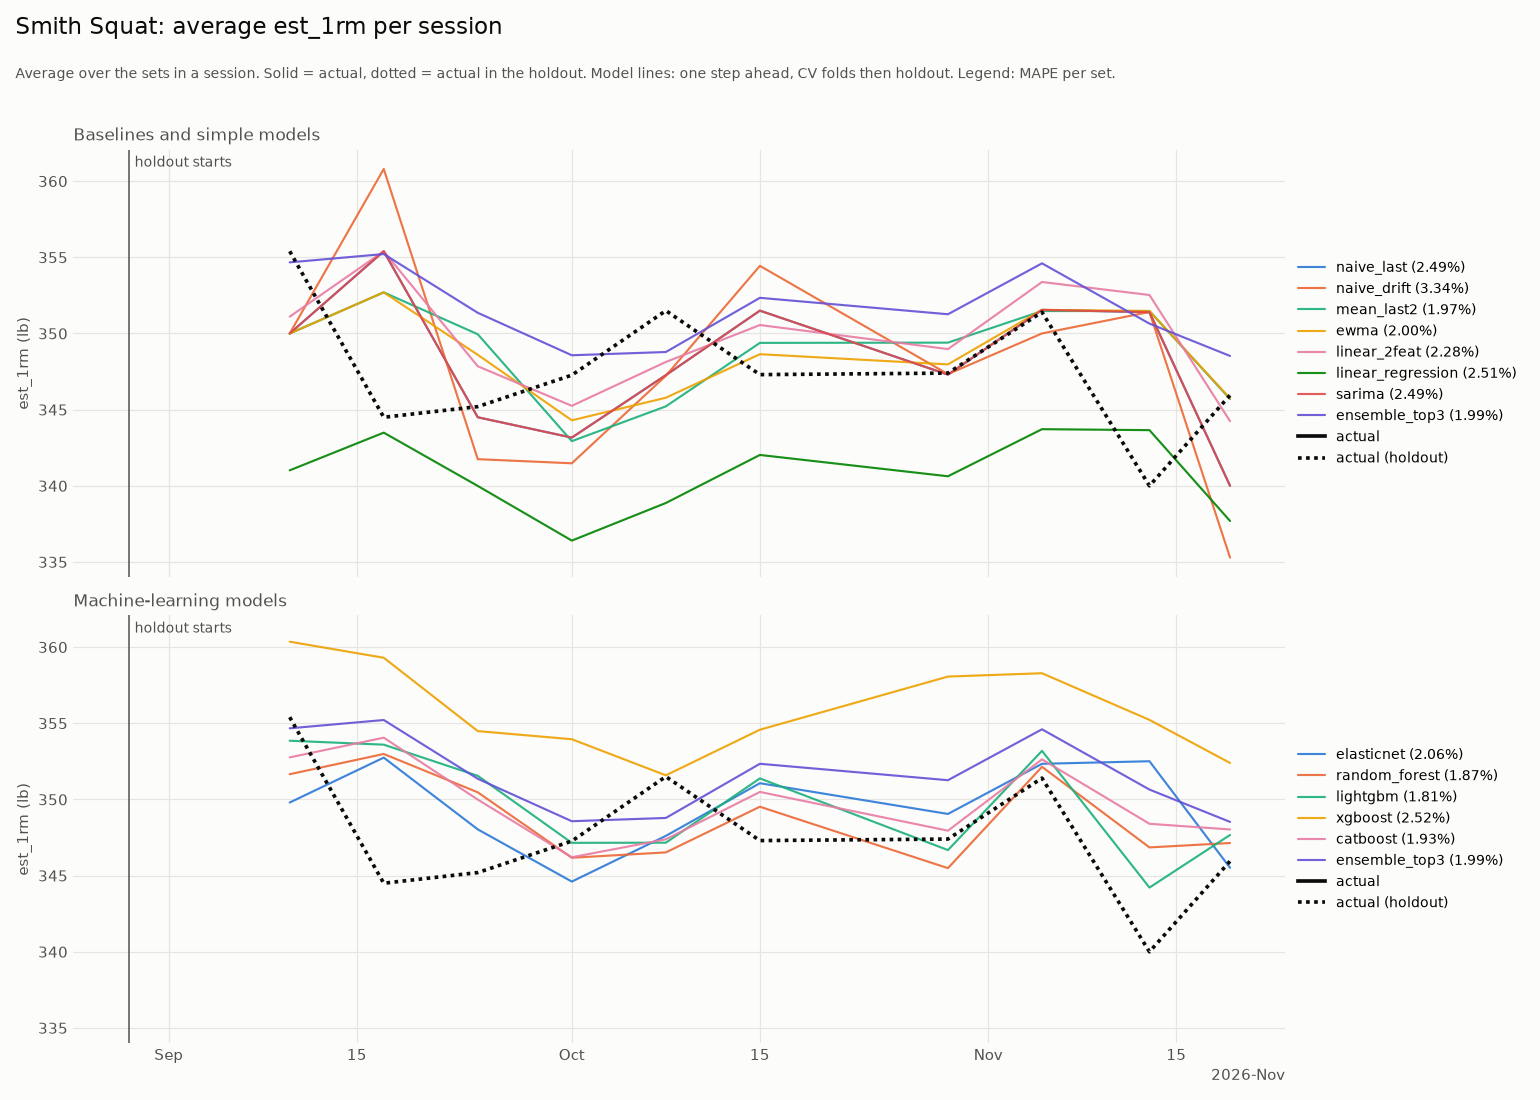 Smith Squat: average est_1rm per session
Average over the sets in a session. Solid = actual, dotted = actual in the holdout. Model lines: one step ahead, CV folds then holdout. Legend: MAPE per set.
Baselines and simple models
holdout starts
360
355
350
345
340
335
est_1rm (lb)
naive_last (2.49%)
naive_drift (3.34%)
mean_last2 (1.97%)
ewma (2.00%)
linear_2feat (2.28%)
linear_regression (2.51%)
sarima (2.49%)
ensemble_top3 (1.99%)
actual
actual (holdout)
Machine-learning models
holdout starts
360
355
350
345
340
335
est_1rm (lb)
elasticnet (2.06%)
random_forest (1.87%)
lightgbm (1.81%)
xgboost (2.52%)
catboost (1.93%)
ensemble_top3 (1.99%)
actual
actual (holdout)
Sep 15 Oct 15 Nov 15
2026-Nov